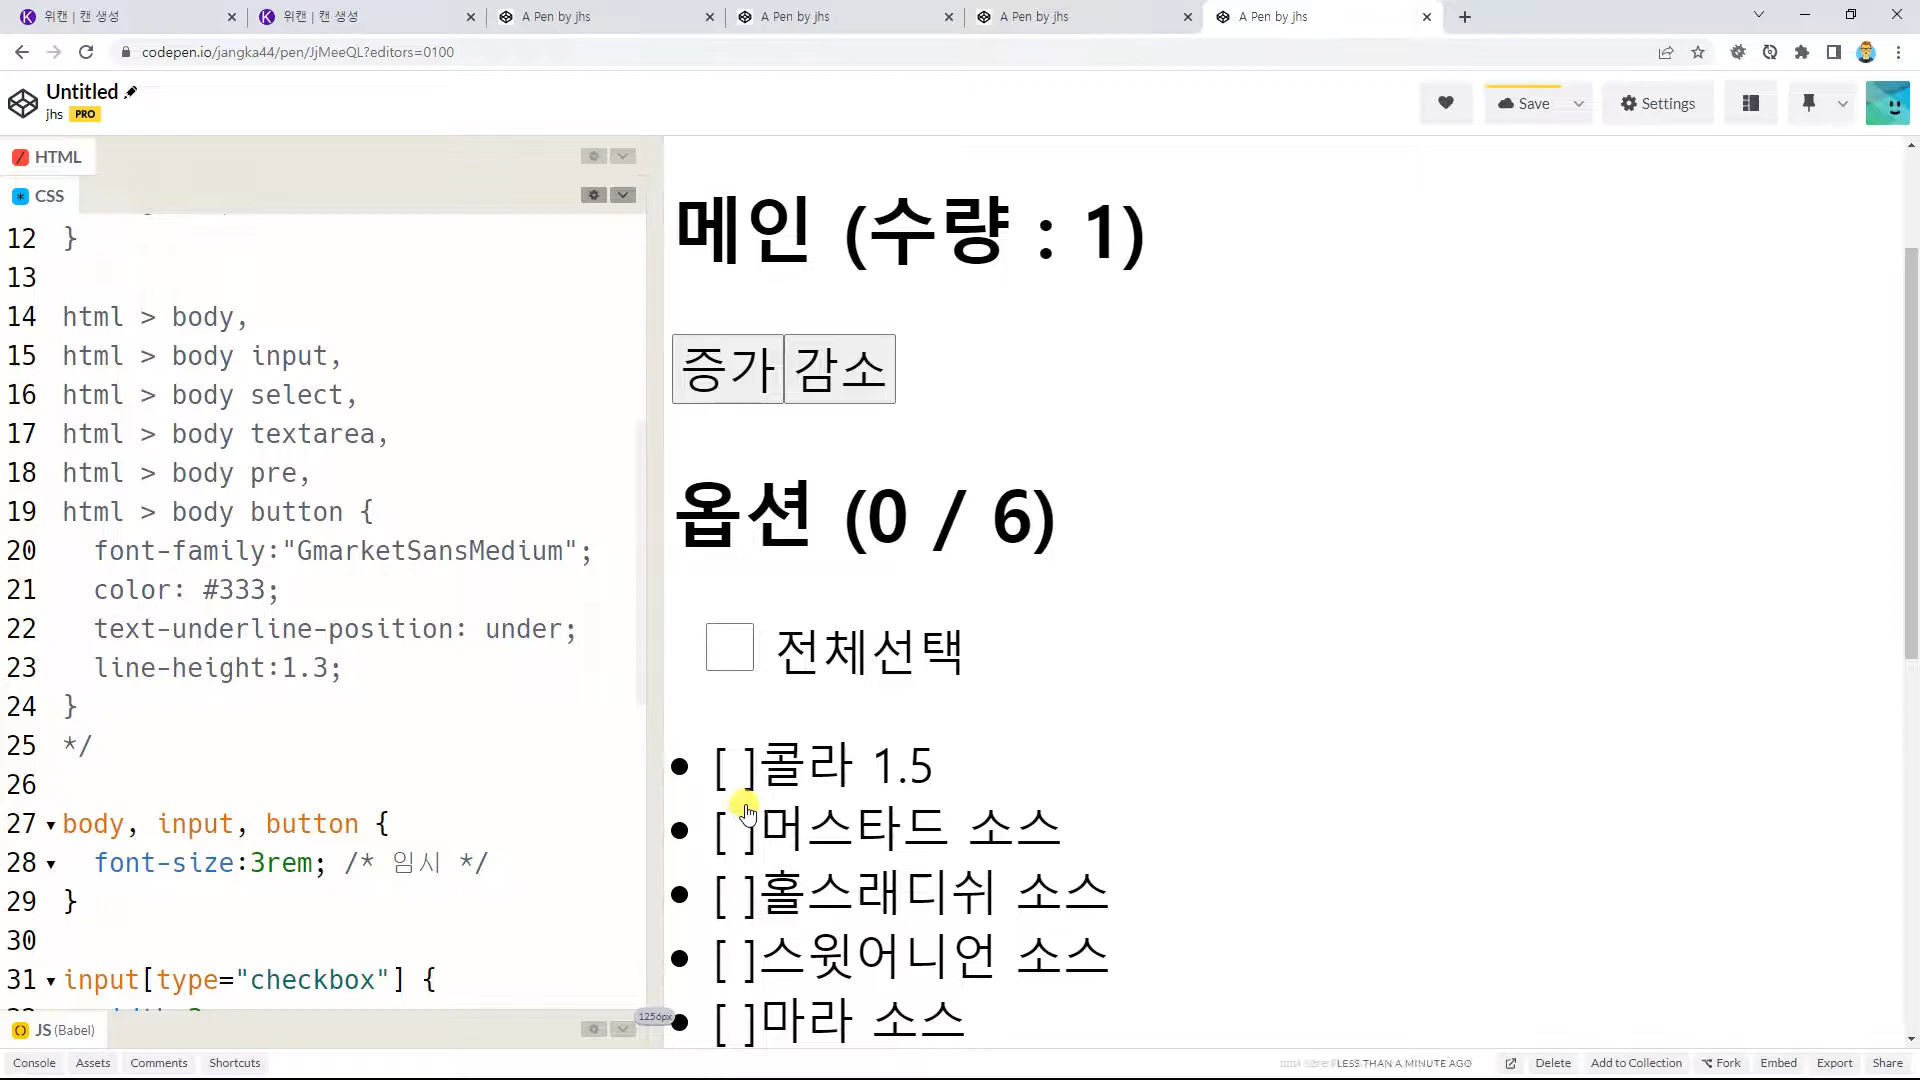 위캔 | 캔 생성
위캔 | 캔 생성
A Pen by jhs
A Pen by jhs
A Pen by jhs
A Pen by jhs
codepen.io/jangka44/pen/JjMeeQL?editors=0100
Untitled
jhs PRO
Save
Settings
HTML
CSS
12 }
13
14 html > body,
15 html > body input,
16 html > body select,
17 html > body textarea,
18 html > body pre,
19 html > body button {
20 font-family:"GmarketSansMedium";
21 color: #333;
22 text-underline-position: under;
23 line-height:1.3;
24 }
25 */
26
27 body, input, button {
28 font-size:3rem; /* 임시 */
29 }
30
31 input[type="checkbox"] {
JS (Babel)
메인 (수량 : 1)
증가 감소
옵션 (0 / 6)
전체선택
[ ]콜라 1.5
[ ]머스타드 소스
[ ]홀스래디쉬 소스
[ ]스윗어니언 소스
[ ]마라 소스
1256px
Console
Assets
Comments
Shortcuts
LESS THAN A MINUTE AGO
Delete
Add to Collection
Fork
Embed
Export
Share